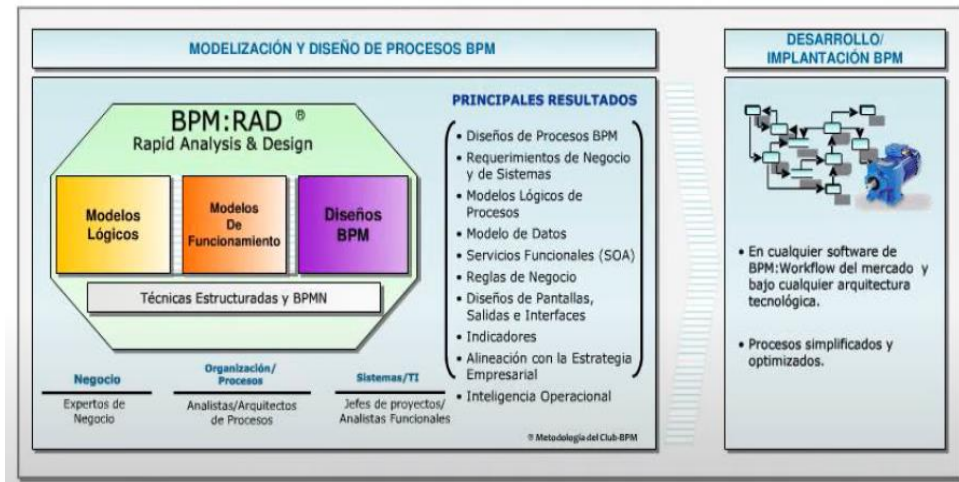 MODELIZACIÓN Y DISEÑO DE PROCESOS BPM
BPM:RAD ®
Rapid Analysis & Design
Modelos
Lógicos
Modelos
De
Funcionamiento
Diseños
BPM
Técnicas Estructuradas y BPMN
Negocio
Expertos de
Negocio
Organización/
Procesos
Analistas/Arquitectos
de Procesos
Sistemas/TI
Jefes de proyectos/
Analistas Funcionales
PRINCIPALES RESULTADOS
• Diseños de Procesos BPM
• Requerimientos de Negocio
y de Sistemas
• Modelos Lógicos de
Procesos
• Modelo de Datos
• Servicios Funcionales (SOA)
• Reglas de Negocio
• Diseños de Pantallas,
Salidas e Interfaces
• Indicadores
• Alineación con la Estrategia
Empresarial
• Inteligencia Operacional
® Metodología del Club-BPM
DESARROLLO/
IMPLANTACIÓN BPM
• En cualquier software de
BPM:Workflow del mercado y
bajo cualquier arquitectura
tecnológica.
• Procesos simplificados y
optimizados.